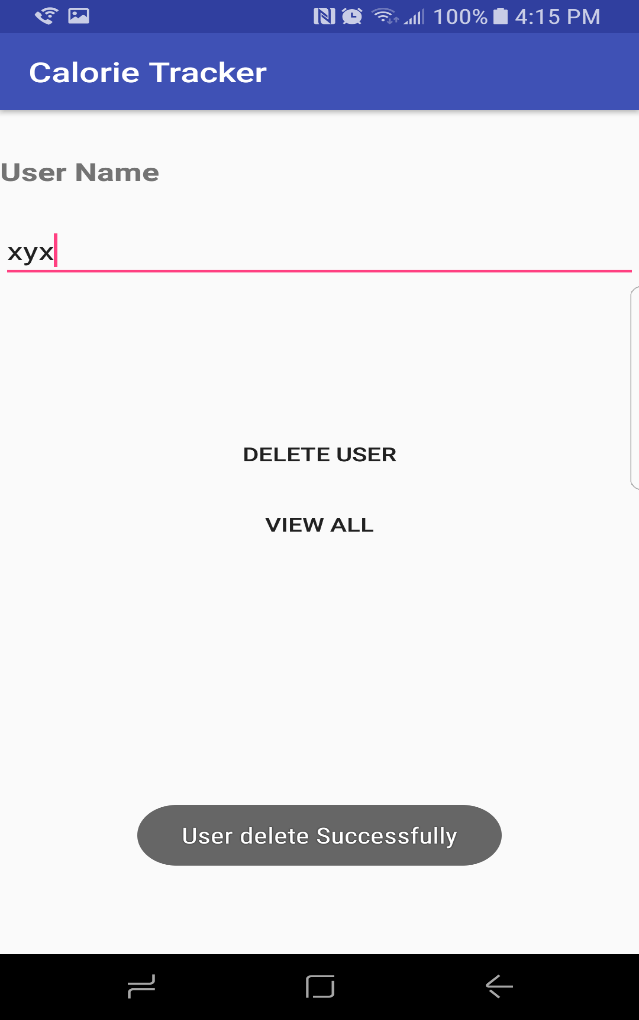 100% 4:15 PM
Calorie Tracker
User Name
xyx
DELETE USER
VIEW ALL
User delete Successfully